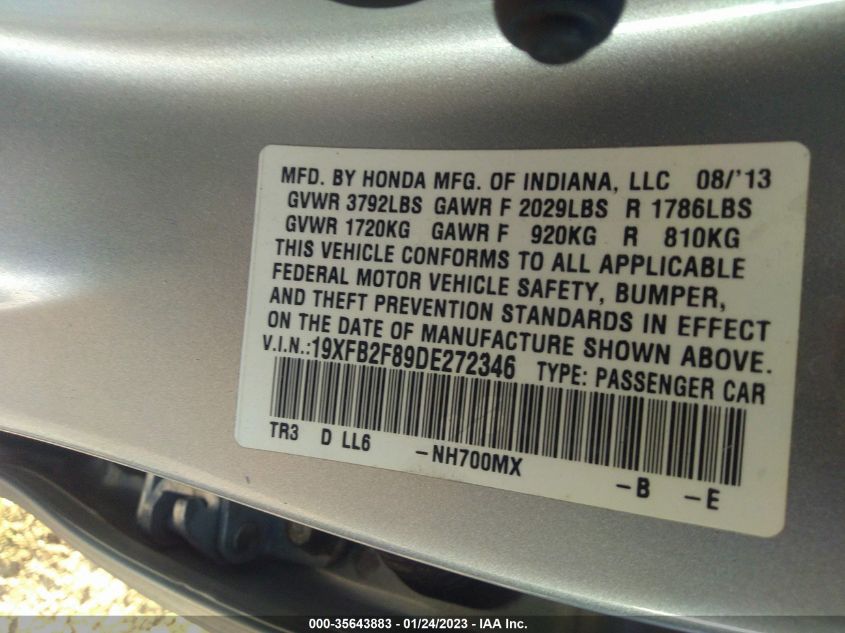 MFD. BY HONDA MFG. OF INDIANA, LLC 08/'13
GVWR 3792LBS GAWR F 2029LBS R 1786LBS
GVWR 1720KG GAWR F 920KG R 810KG
THIS VEHICLE CONFORMS TO ALL APPLICABLE
FEDERAL MOTOR VEHICLE SAFETY, BUMPER,
AND THEFT PREVENTION STANDARDS IN EFFECT
ON THE DATE OF MANUFACTURE SHOWN ABOVE.
V.I.N.:19XFB2F89DE272346 TYPE: PASSENGER CAR
TR3 D LL6 -NH700MX -B -E
000-35643883 - 01/24/2023 - IAA Inc.